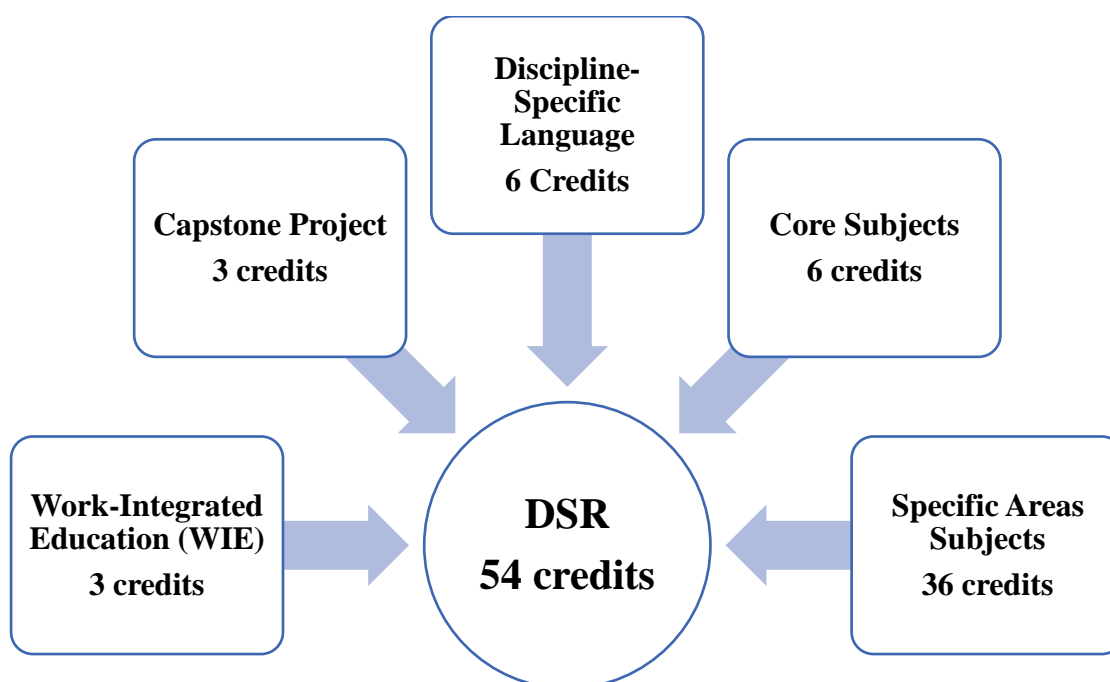 Discipline-
Specific
Language
6 Credits
Capstone Project
3 credits
Core Subjects
6 credits
Work-Integrated
Education (WIE)
3 credits
DSR
54 credits
Specific Areas
Subjects
36 credits